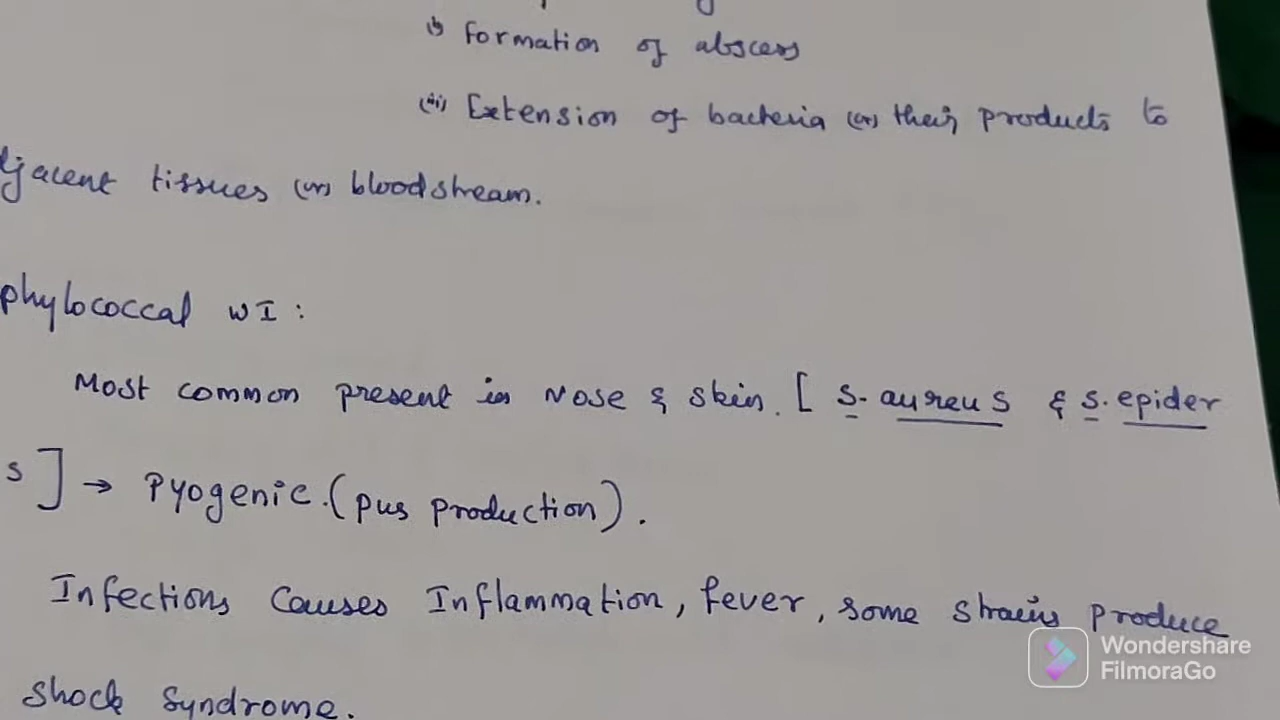 ii) formation of abscess
(iii) Extension of bacteria (or) their products to
djacent tissues (or) bloodstream.
phylococcal WI :
Most common present in Nose & skin. [ S. aureus & S. epider
s ] → Pyogenic. (pus production).
Infections causes Inflammation, fever, some strains produce
shock syndrome.
Wondershare
FilmoraGo